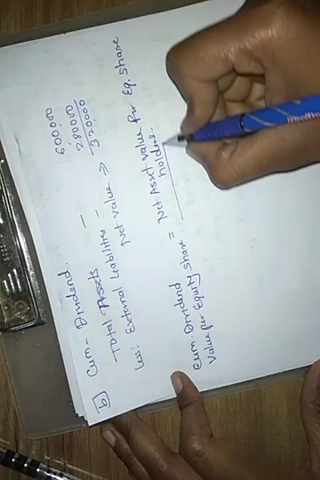 b) Cum - Dividend.
Total Assets - 600000
Less: External Leablitre - 280000
Net value => 320000
Cum. Dividend Value per Equity share = Net Asset value for Eq. share holders.